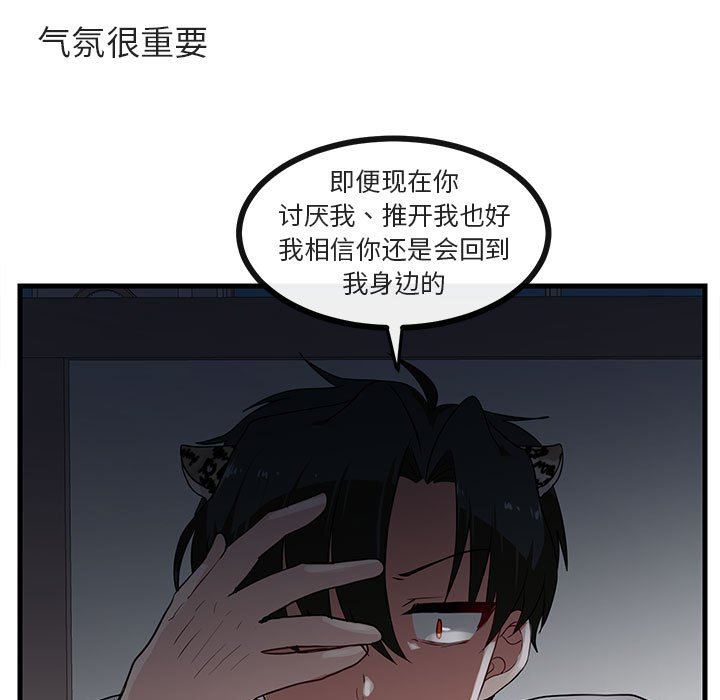 气氛很重要
即便现在你
讨厌我、推开我也好
我相信你还是会回到
我身边的